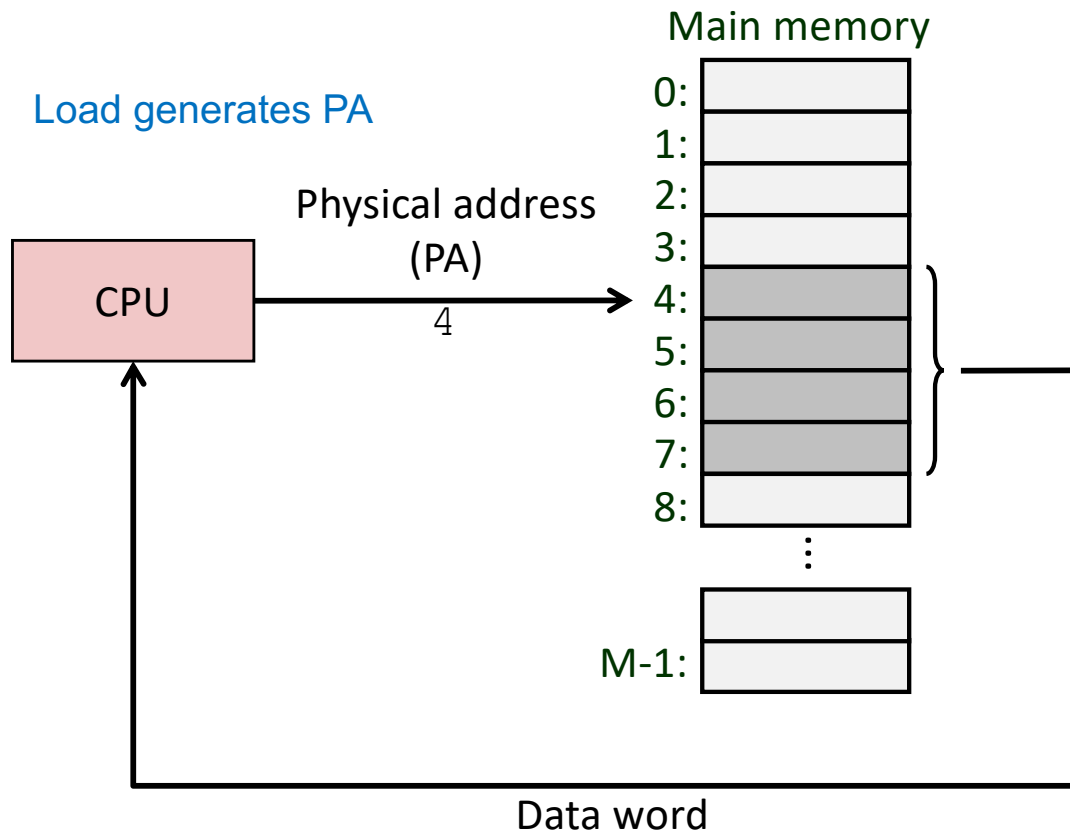 Main memory
Load generates PA
0:
1:
2:
Physical address
(PA)
3:
CPU
4
4:
5:
6:
7:
8:
⋮
M-1:
Data word